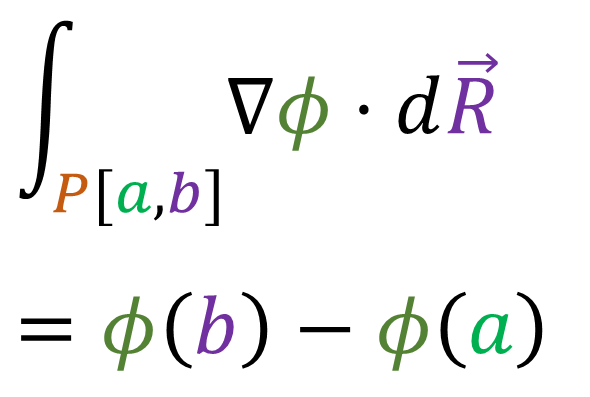 ∫_{P[a,b]} ∇ϕ · dR⃗
= ϕ(b) − ϕ(a)